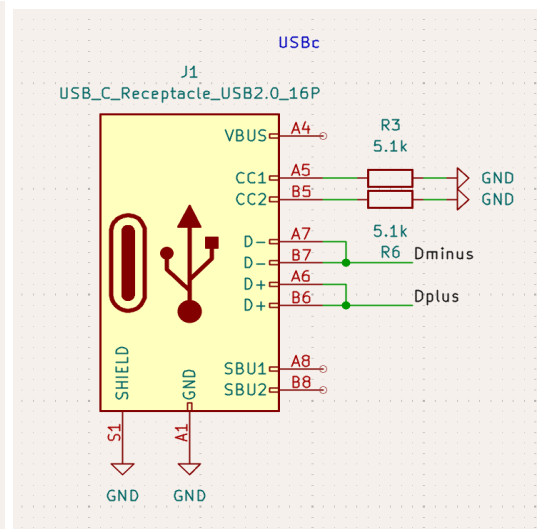 USBc
J1
USB_C_Receptacle_USB2.0_16P
VBUS A4
R3
5.1k
CC1 A5 GND
CC2 B5 GND
5.1k
R6
D- A7
D- B7 Dminus
D+ A6
D+ B6 Dplus
SBU1 A8
SBU2 B8
SHIELD
GND
S1
A1
GND
GND